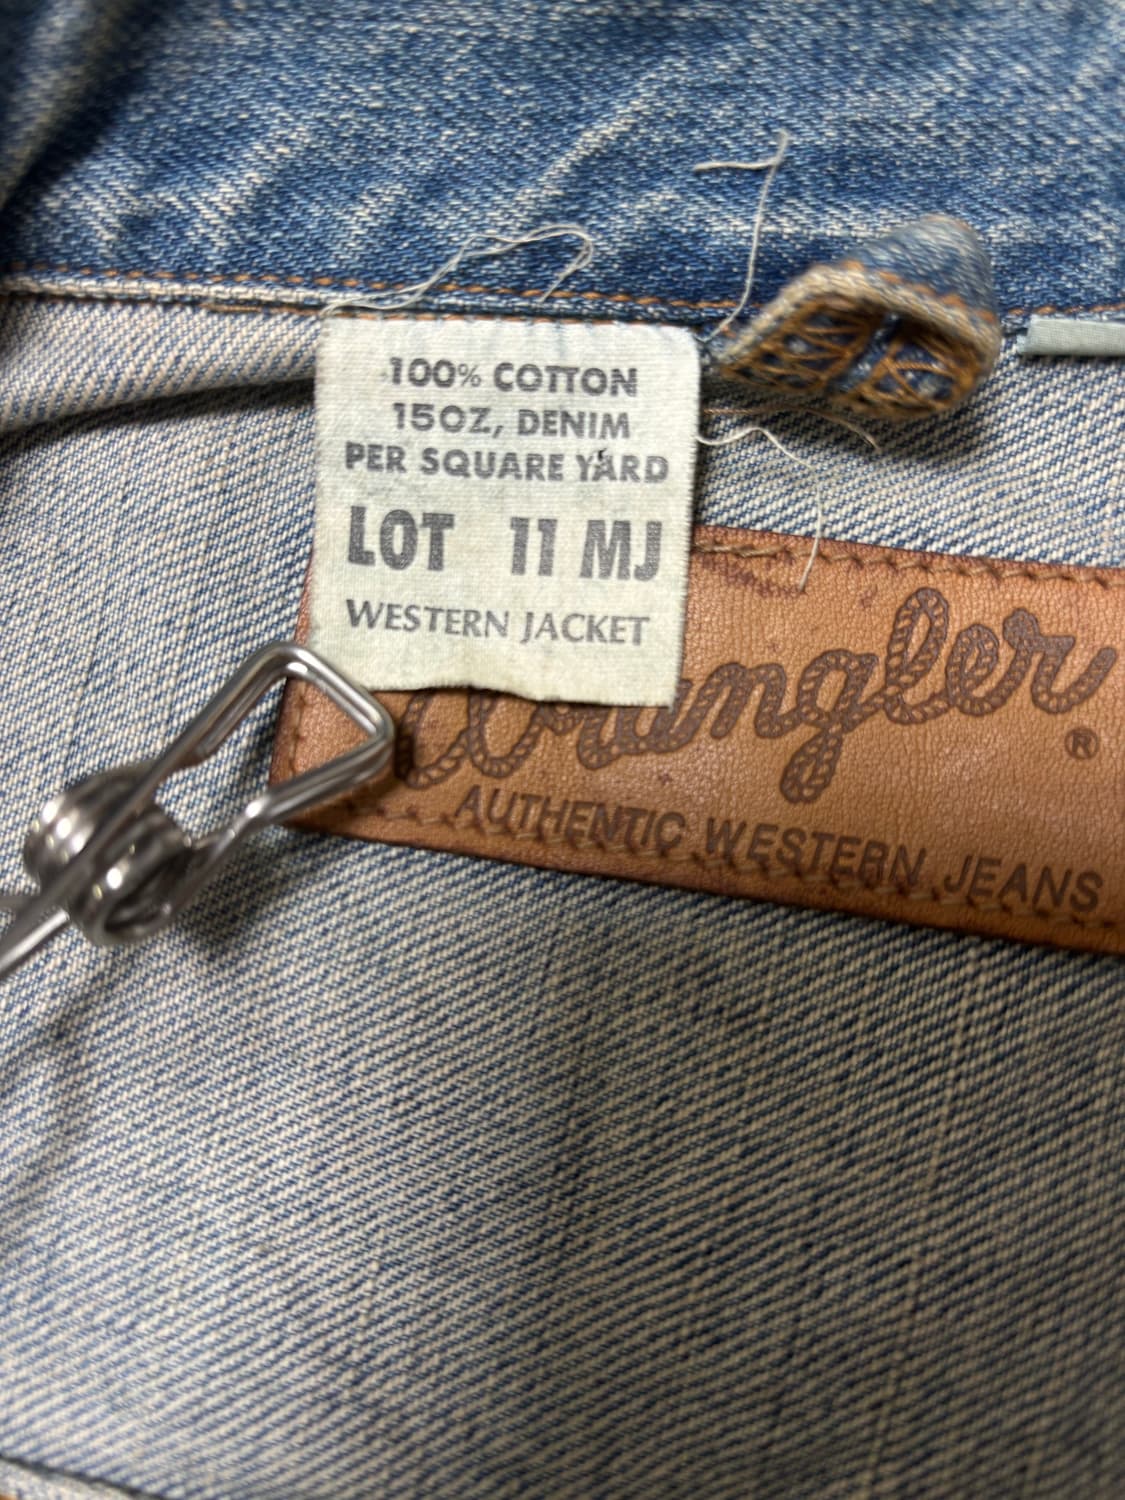 100% COTTON
15OZ, DENIM
PER SQUARE YARD
LOT 11 MJ
WESTERN JACKET
Wrangler
®
AUTHENTIC WESTERN JEANS